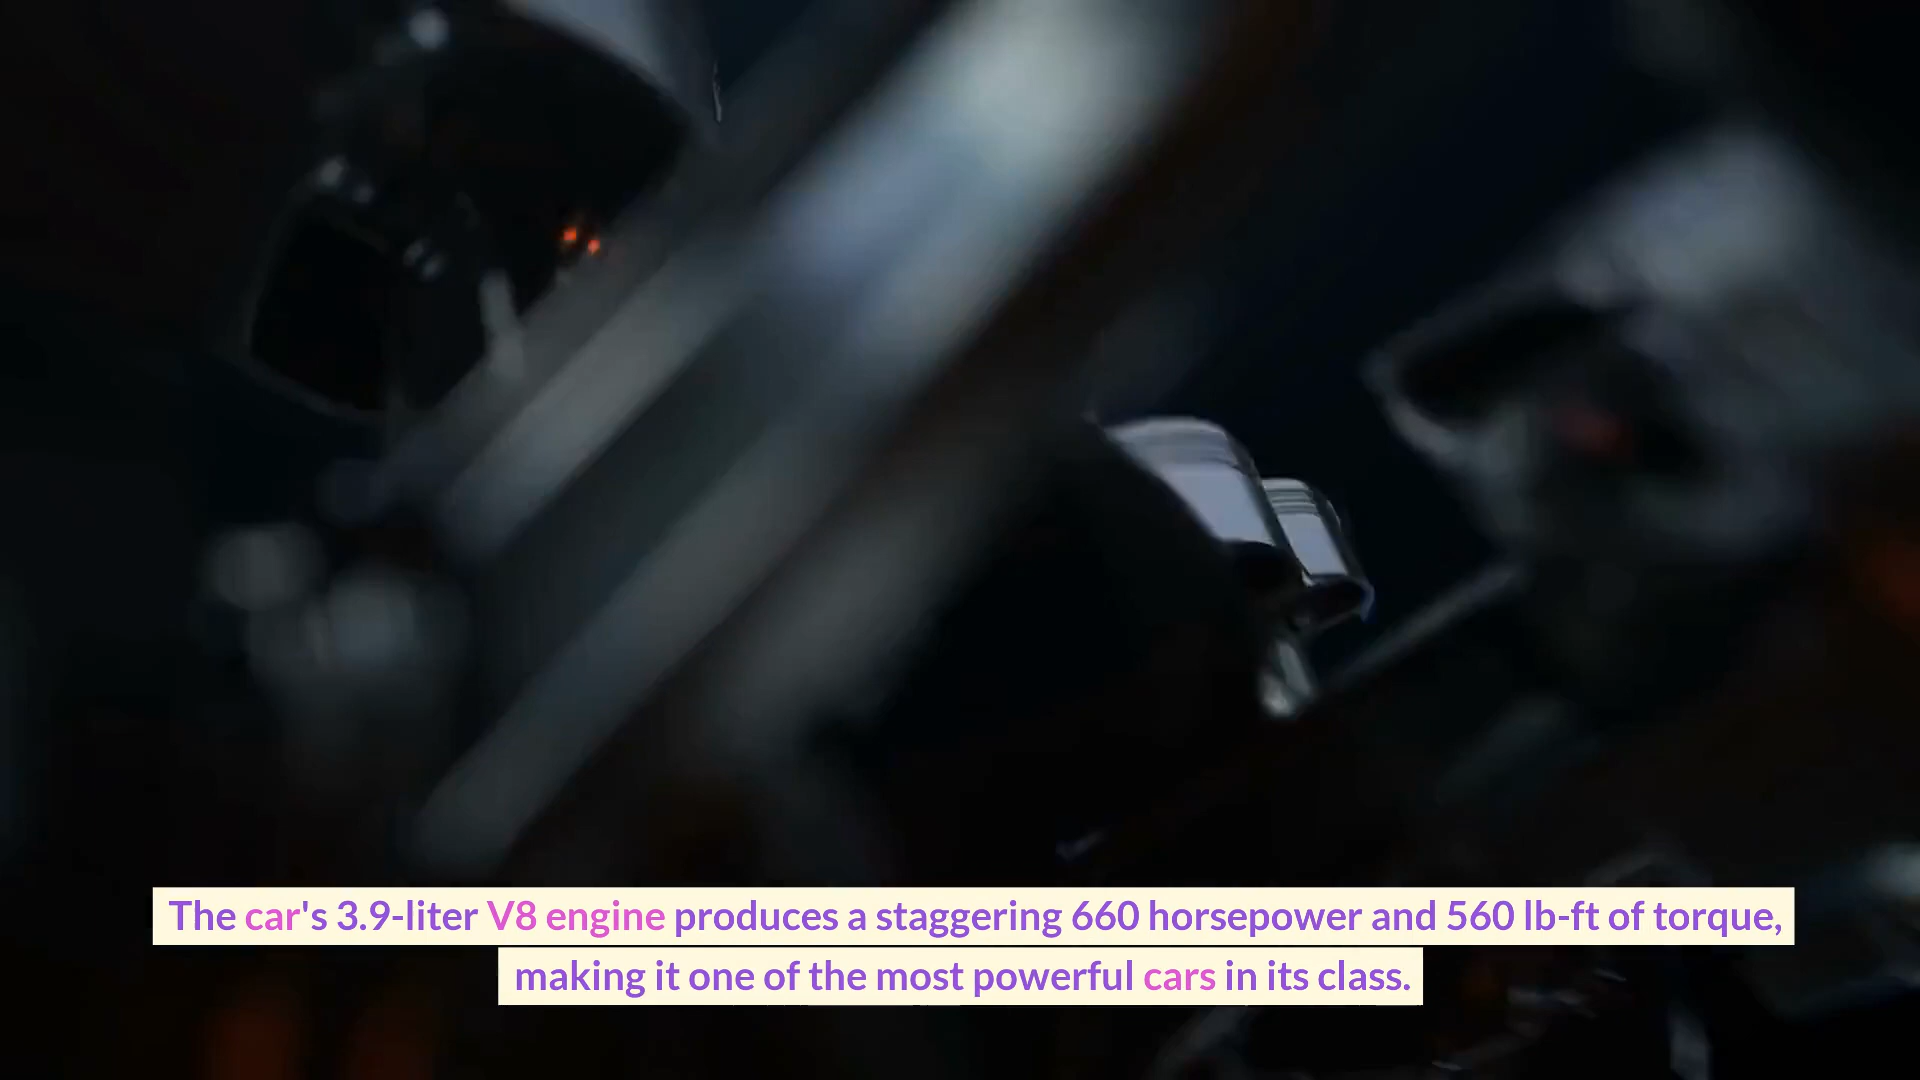 The car's 3.9-liter V8 engine produces a staggering 660 horsepower and 560 lb-ft of torque,
making it one of the most powerful cars in its class.